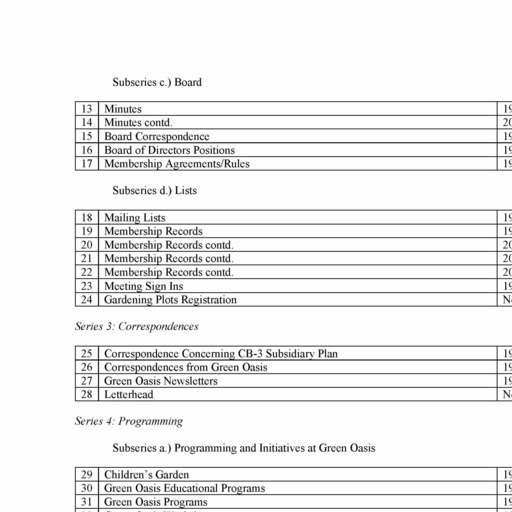 Subseries c.) Board
13 Minutes 19
14 Minutes contd. 20
15 Board Correspondence 19
16 Board of Directors Positions 19
17 Membership Agreements/Rules 19
Subseries d.) Lists
18 Mailing Lists 19
19 Membership Records 19
20 Membership Records contd. 20
21 Membership Records contd. 20
22 Membership Records contd. 20
23 Meeting Sign Ins 19
24 Gardening Plots Registration
Series 3: Correspondences
25 Correspondence Concerning CB-3 Subsidiary Plan 19
26 Correspondences from Green Oasis 19
27 Green Oasis Newsletters 19
28 Letterhead
Series 4: Programming
Subseries a.) Programming and Initiatives at Green Oasis
29 Children's Garden 19
30 Green Oasis Educational Programs 19
31 Green Oasis Programs 19